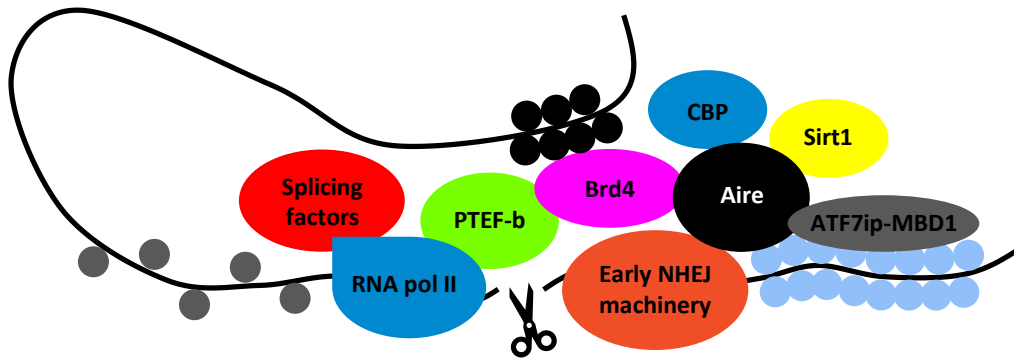 CBP
Sirt1
Splicing
factors
PTEF-b
Brd4
Aire
ATF7ip-MBD1
RNA pol II
Early NHEJ
machinery